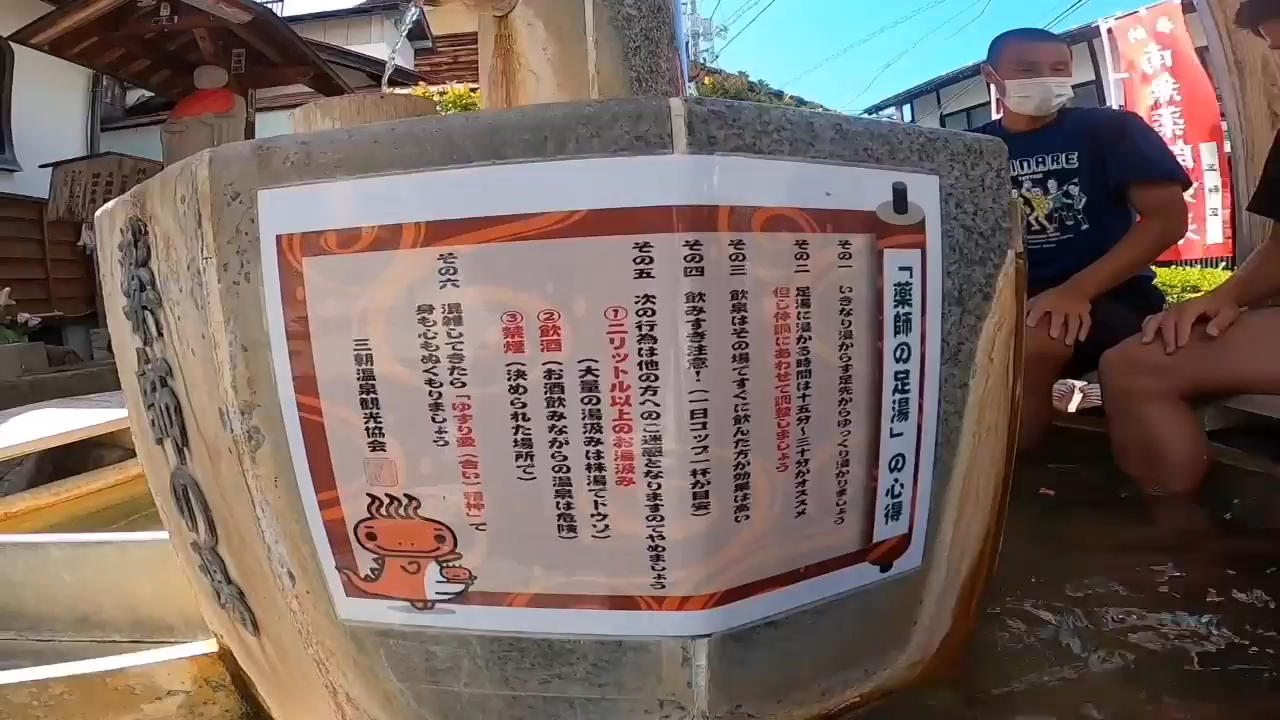 「薬師の足湯」の心得
その一 いきなり浸からず足先からゆっくり浸かりましょう
その二 足湯に浸かる時間は十五分〜三十分がオススメ
但し体調にあわせて調整しましょう
その三 飲泉はその場ですぐに飲んだ方が効果は高い
その四 飲みすぎ注意!(一日コップ一杯が目安)
その五 次の行為は他の方へのご迷惑となりますのでやめましょう
①二リットル以上のお湯汲み
(大量の湯汲みは株湯でドウゾ)
②飲酒(お酒飲みながらの温泉は危険)
③禁煙(決められた場所で)
その六 混雑してきたら「ゆずり愛(合い)精神」で
身も心もぬくもりましょう
三朝温泉観光協会
薬師の湯
INARE
南無薬師